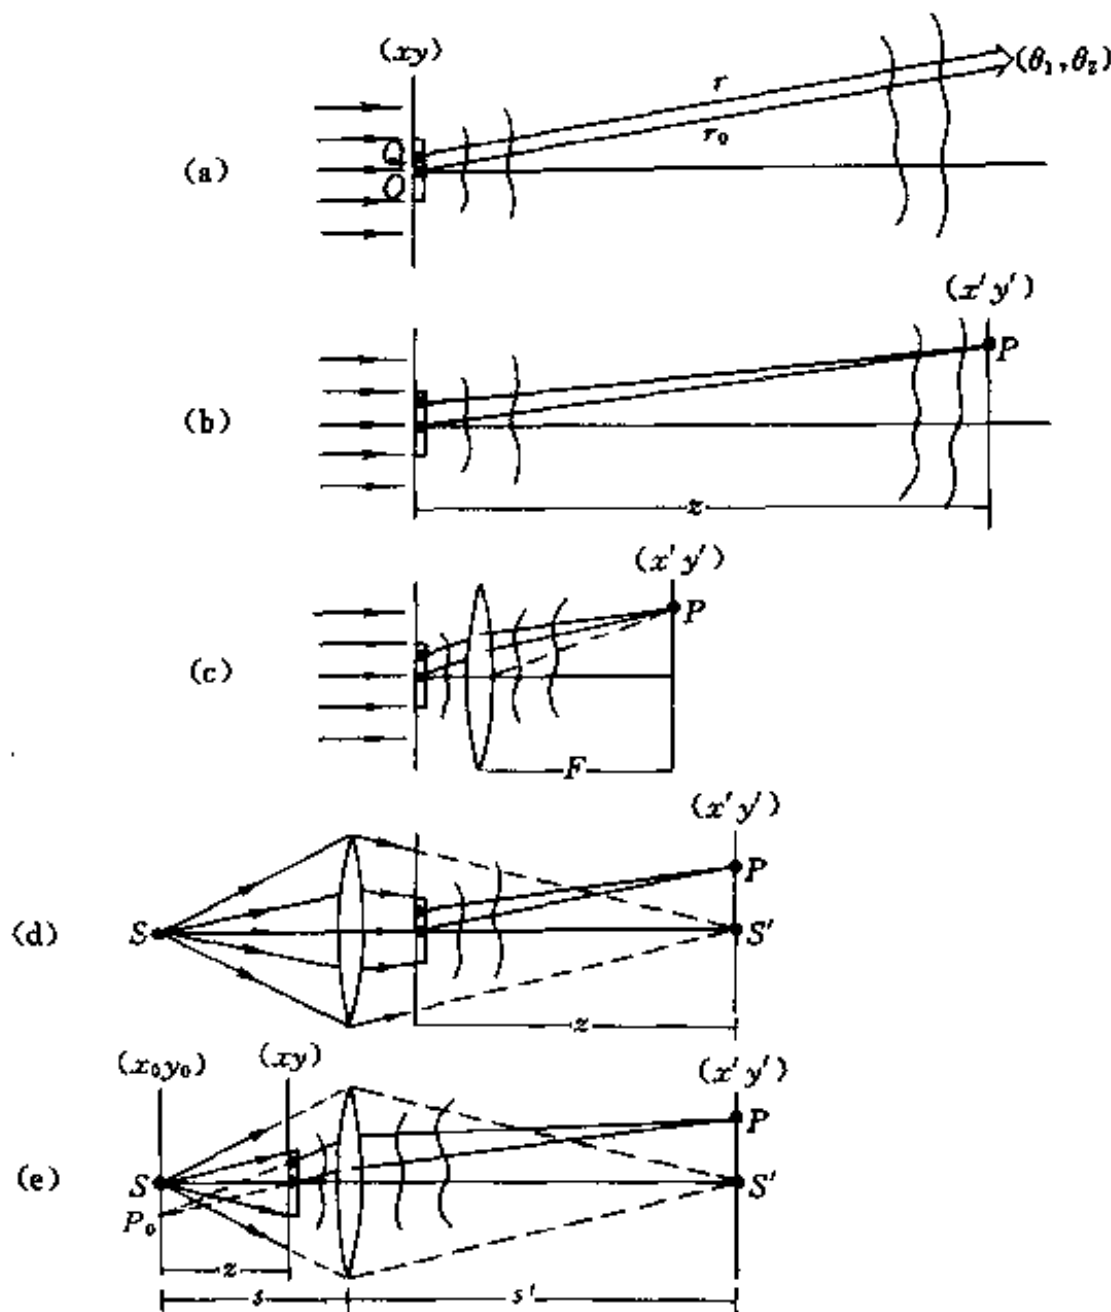 (xy)
(θ₁,θ₂)
r
r₀
Q
O
(a)
(x′y′)
P
(b)
z
(x′y′)
P
(c)
F
(x′y′)
P
(d)
S
S′
z
(x₀y₀)
(xy)
(x′y′)
P
(e)
S
S′
P₀
z
s
s′